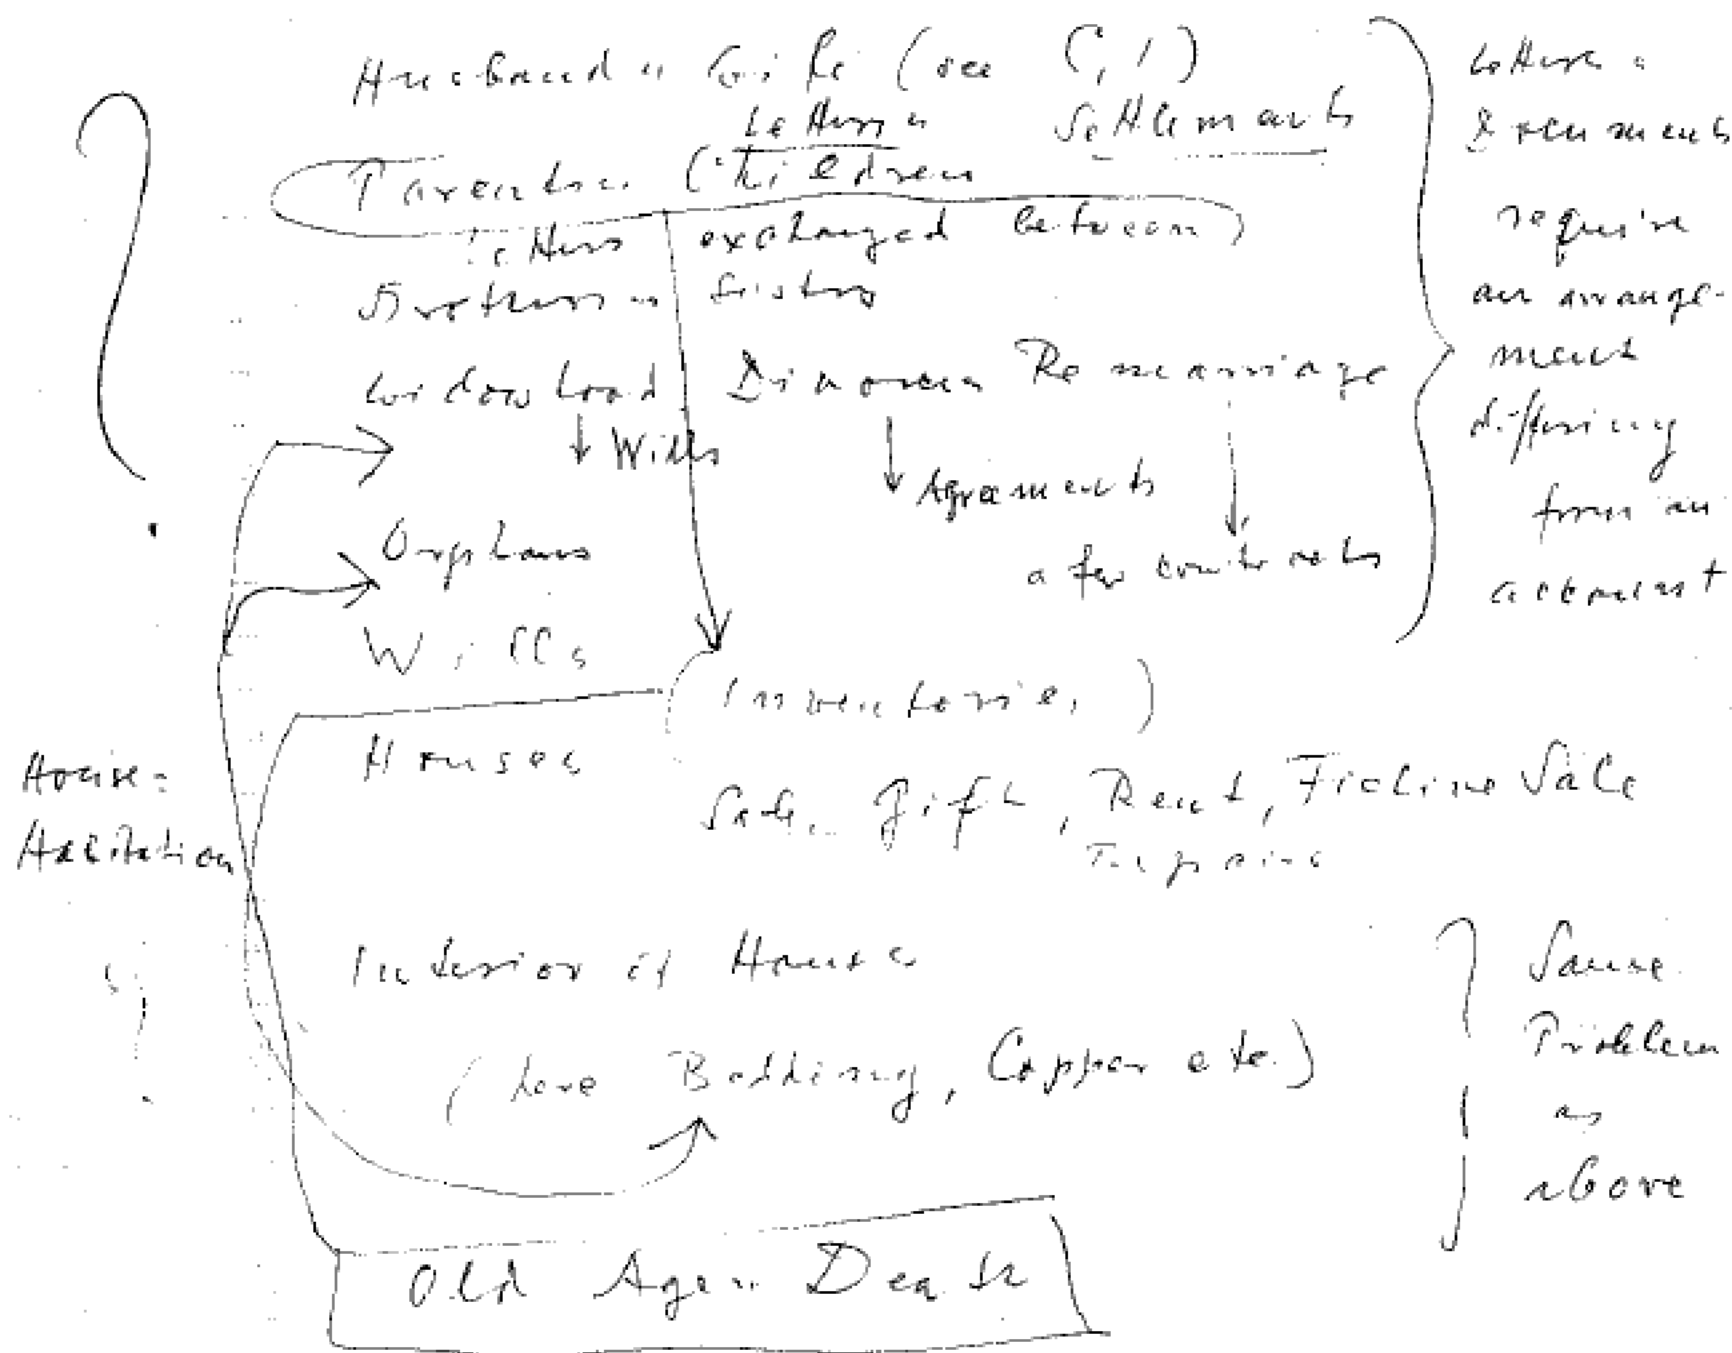 Husband " Wife (see C, 1)
Letters " Settlements
Parents " Children
letters exchanged between
Brothers " Sisters
Widowhood Divorce " Remarriage
Wills
Agreements
a few contracts
Orphans
Wills
(Inventories)
Houses
Sale, Gift, Rent, Fictive Sale
House =
Habitation
Interior of House
(here Bedding, Copper etc.)
Old Age " Death
Letters "
Documents
require
an arrange-
ment
differing
from an
account
Same
Problem
as
above